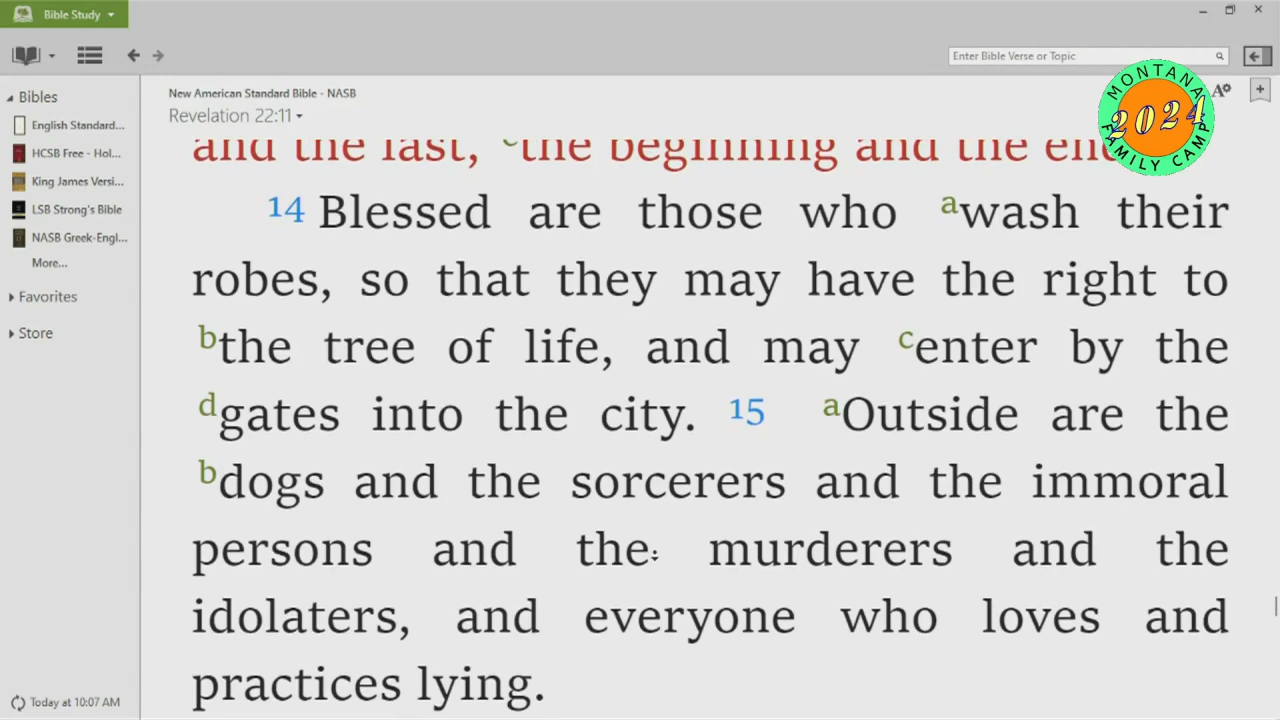 Bible Study
Enter Bible Verse or Topic
MONTANA
2024
FAMILY CAMP
Bibles
English Standard...
HCSB Free - Hol...
King James Versi...
LSB Strong's Bible
NASB Greek-Engl...
More...
Favorites
Store
Today at 10:07 AM
New American Standard Bible - NASB
Revelation 22:11
and the last, cthe beginning and the
14 Blessed are those who awash their
robes, so that they may have the right to
bthe tree of life, and may center by the
dgates into the city. 15 aOutside are the
bdogs and the sorcerers and the immoral
persons and the murderers and the
idolaters, and everyone who loves and
practices lying.